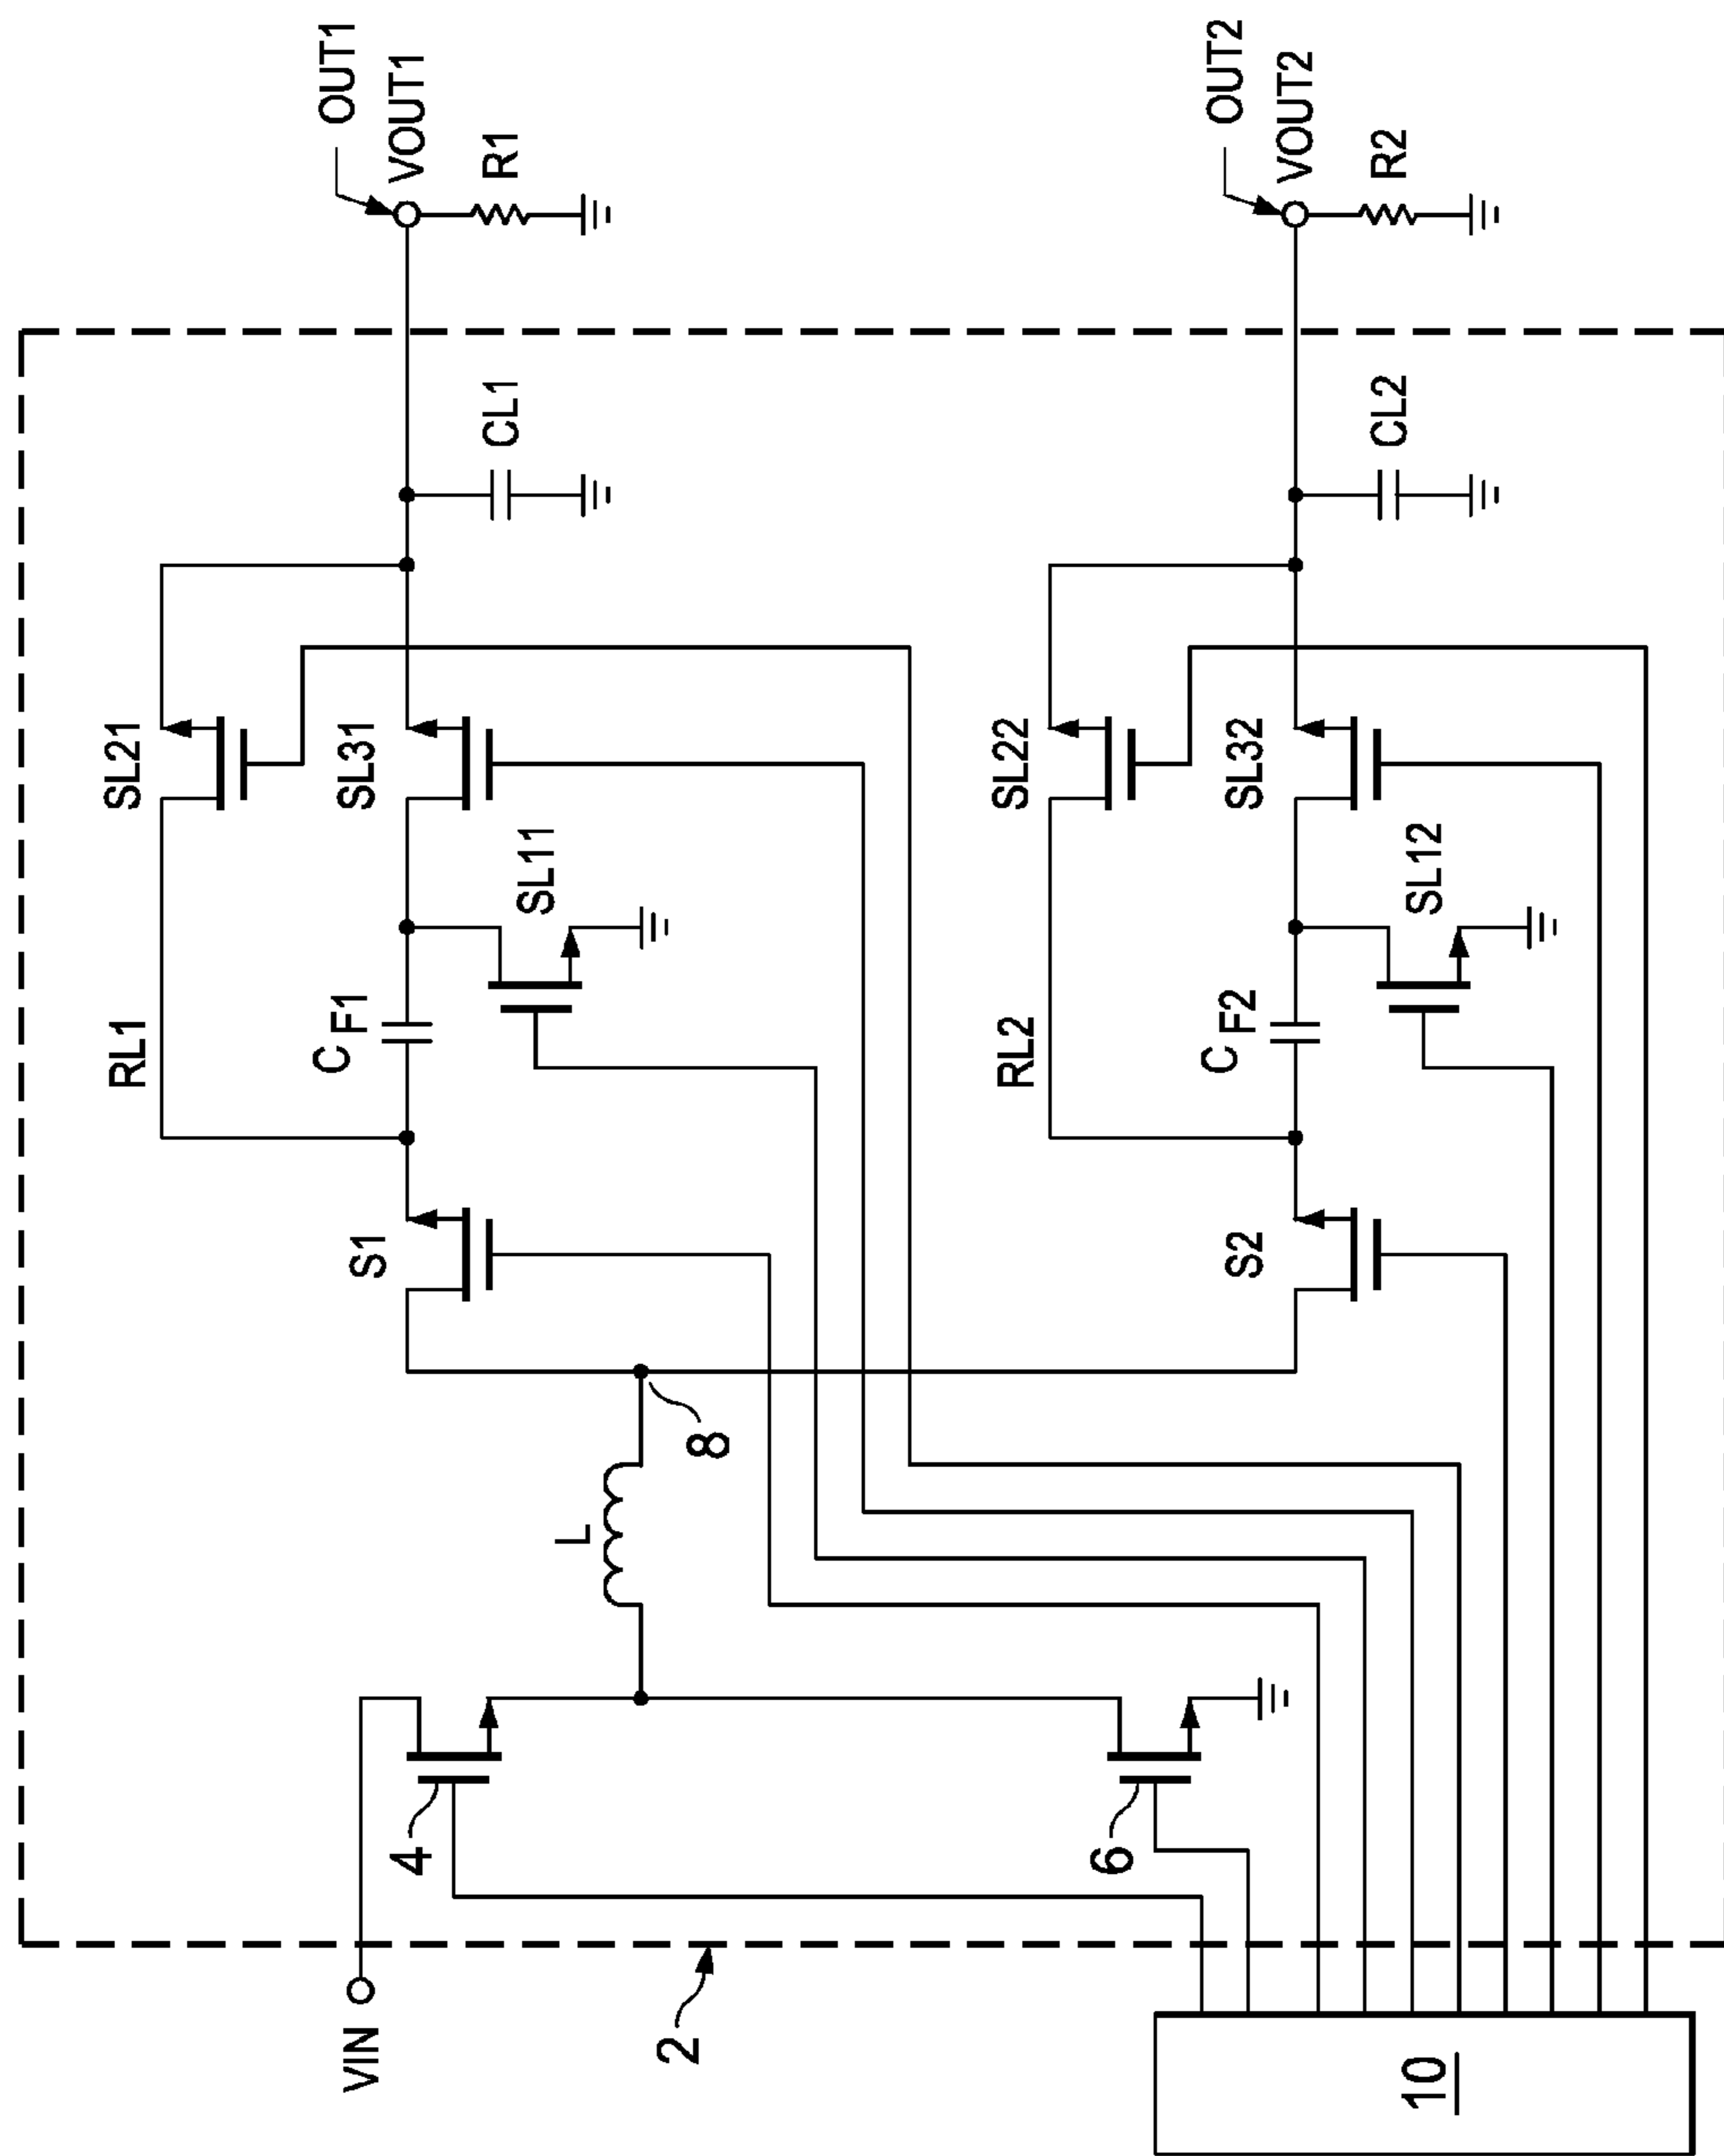 OUT1
VOUT1
R1
CL1
SL21
SL31
SL11
RL1
C F1
S1
OUT2
VOUT2
R2
CL2
SL22
SL32
SL12
RL2
C F2
S2
8
L
4
6
VIN
2
10